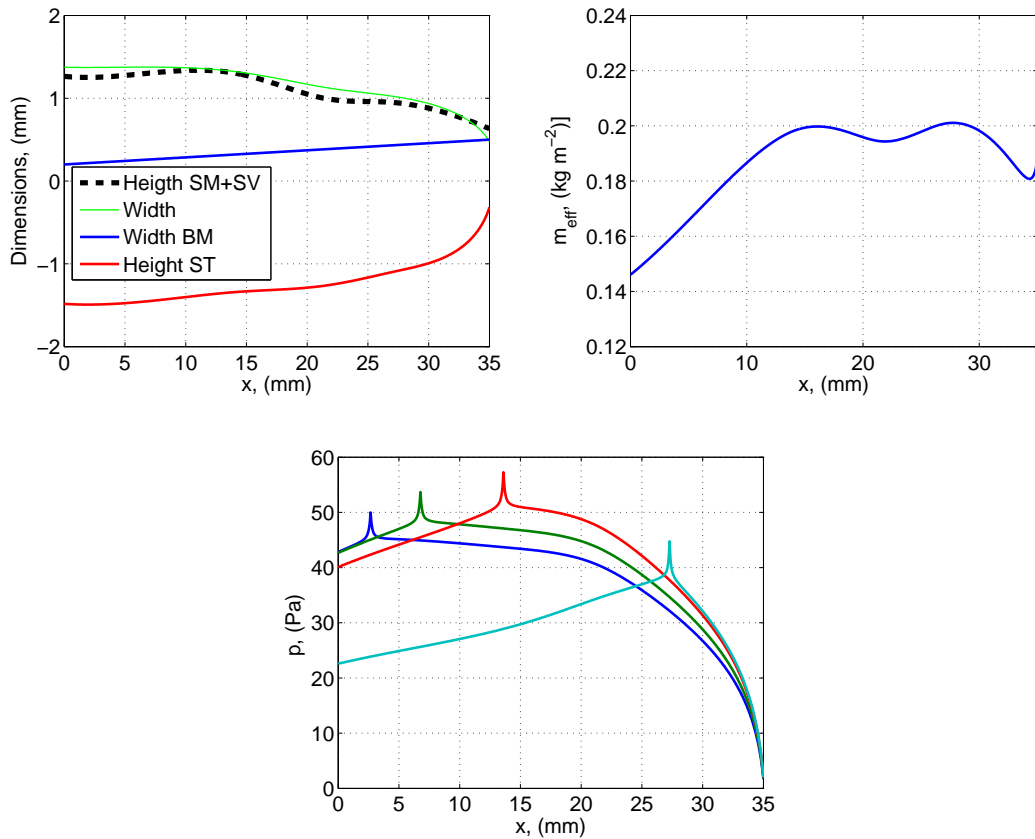 2
1
0
−1
−2
Dimensions, (mm)
Heigth SM+SV
Width
Width BM
Height ST
0 5 10 15 20 25 30 35
x, (mm)
0.24
0.22
0.2
0.18
0.16
0.14
0.12
m_eff, (kg m^−2)]
0 10 20 30
x, (mm)
60
50
40
30
20
10
0
p, (Pa)
0 5 10 15 20 25 30 35
x, (mm)